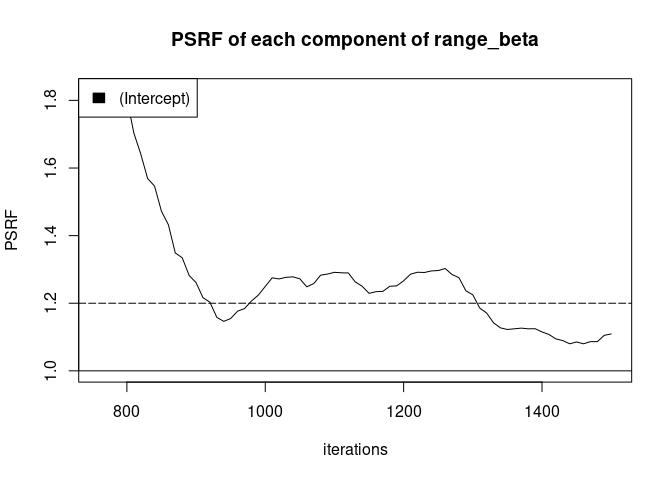 PSRF of each component of range_beta
(Intercept)
1.8
1.6
1.4
1.2
1.0
PSRF
800 1000 1200 1400
iterations